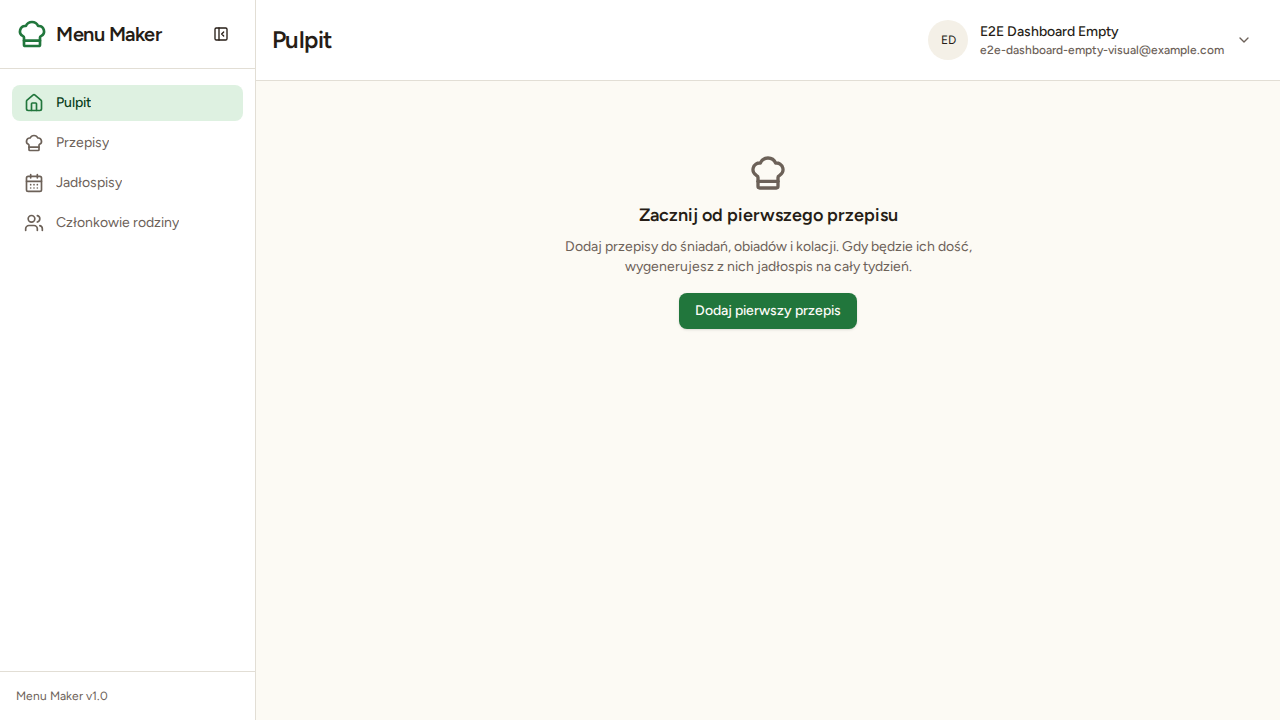 Menu Maker
Pulpit
Przepisy
Jadłospisy
Członkowie rodziny
Menu Maker v1.0
Pulpit
ED
E2E Dashboard Empty
e2e-dashboard-empty-visual@example.com
Zacznij od pierwszego przepisu
Dodaj przepisy do śniadań, obiadów i kolacji. Gdy będzie ich dość,
wygenerujesz z nich jadłospis na cały tydzień.
Dodaj pierwszy przepis